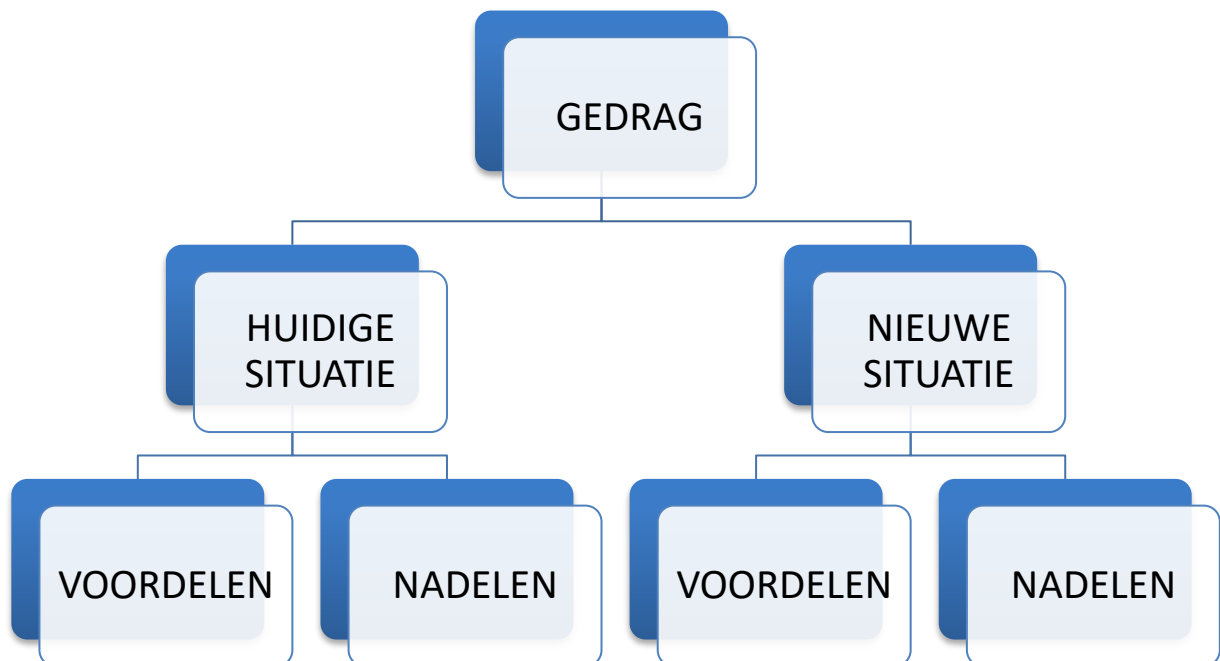 GEDRAG
HUIDIGE
SITUATIE
NIEUWE
SITUATIE
VOORDELEN
NADELEN
VOORDELEN
NADELEN